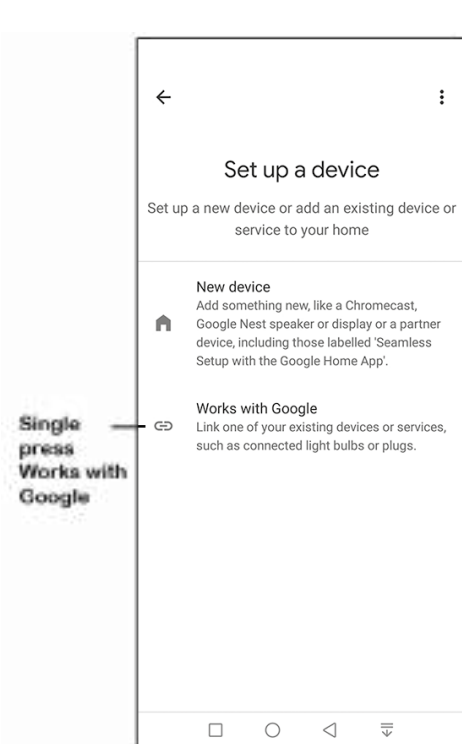 Set up a device
Set up a new device or add an existing device or
service to your home
New device
Add something new, like a Chromecast,
Google Nest speaker or display or a partner
device, including those labelled 'Seamless
Setup with the Google Home App'.
Works with Google
Link one of your existing devices or services,
such as connected light bulbs or plugs.
Single
press
Works with
Google